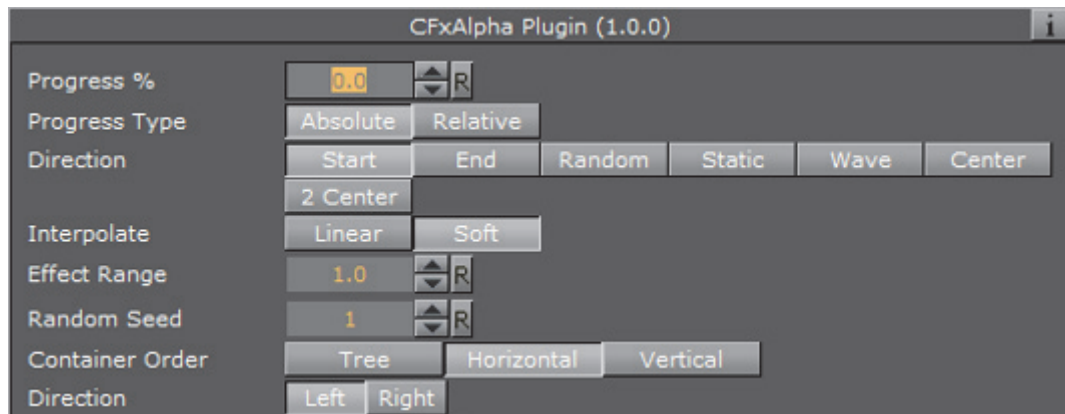 CFxAlpha Plugin (1.0.0) i
Progress % 0.0 R
Progress Type Absolute Relative
Direction Start End Random Static Wave Center
2 Center
Interpolate Linear Soft
Effect Range 1.0 R
Random Seed 1 R
Container Order Tree Horizontal Vertical
Direction Left Right